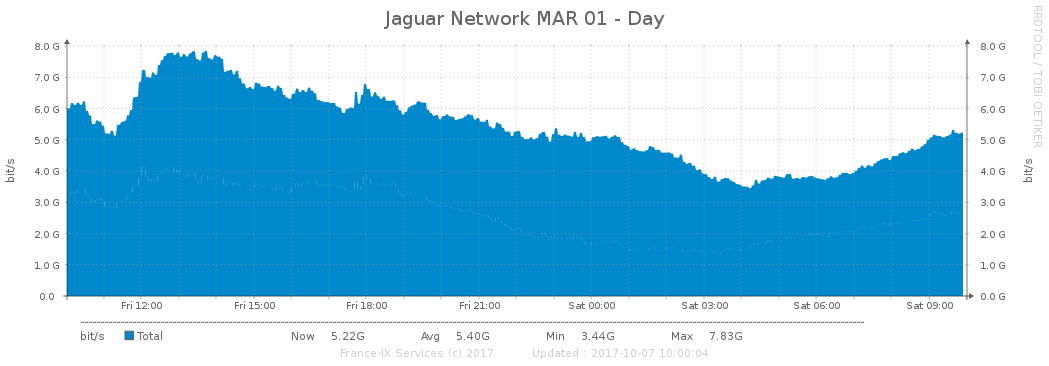 Jaguar Network MAR 01 - Day
RRDTOOL / TOBI OETIKER
bit/s
8.0 G 8.0 G
7.0 G 7.0 G
6.0 G 6.0 G
5.0 G 5.0 G
4.0 G 4.0 G
3.0 G 3.0 G
2.0 G 2.0 G
1.0 G 1.0 G
0.0 0.0 G
bit/s
Fri 12:00 Fri 15:00 Fri 18:00 Fri 21:00 Sat 00:00 Sat 03:00 Sat 06:00 Sat 09:00
bit/s Total Now 5.22G Avg 5.40G Min 3.44G Max 7.83G
France-IX Services (c) 2017 Updated : 2017-10-07 10:00:04